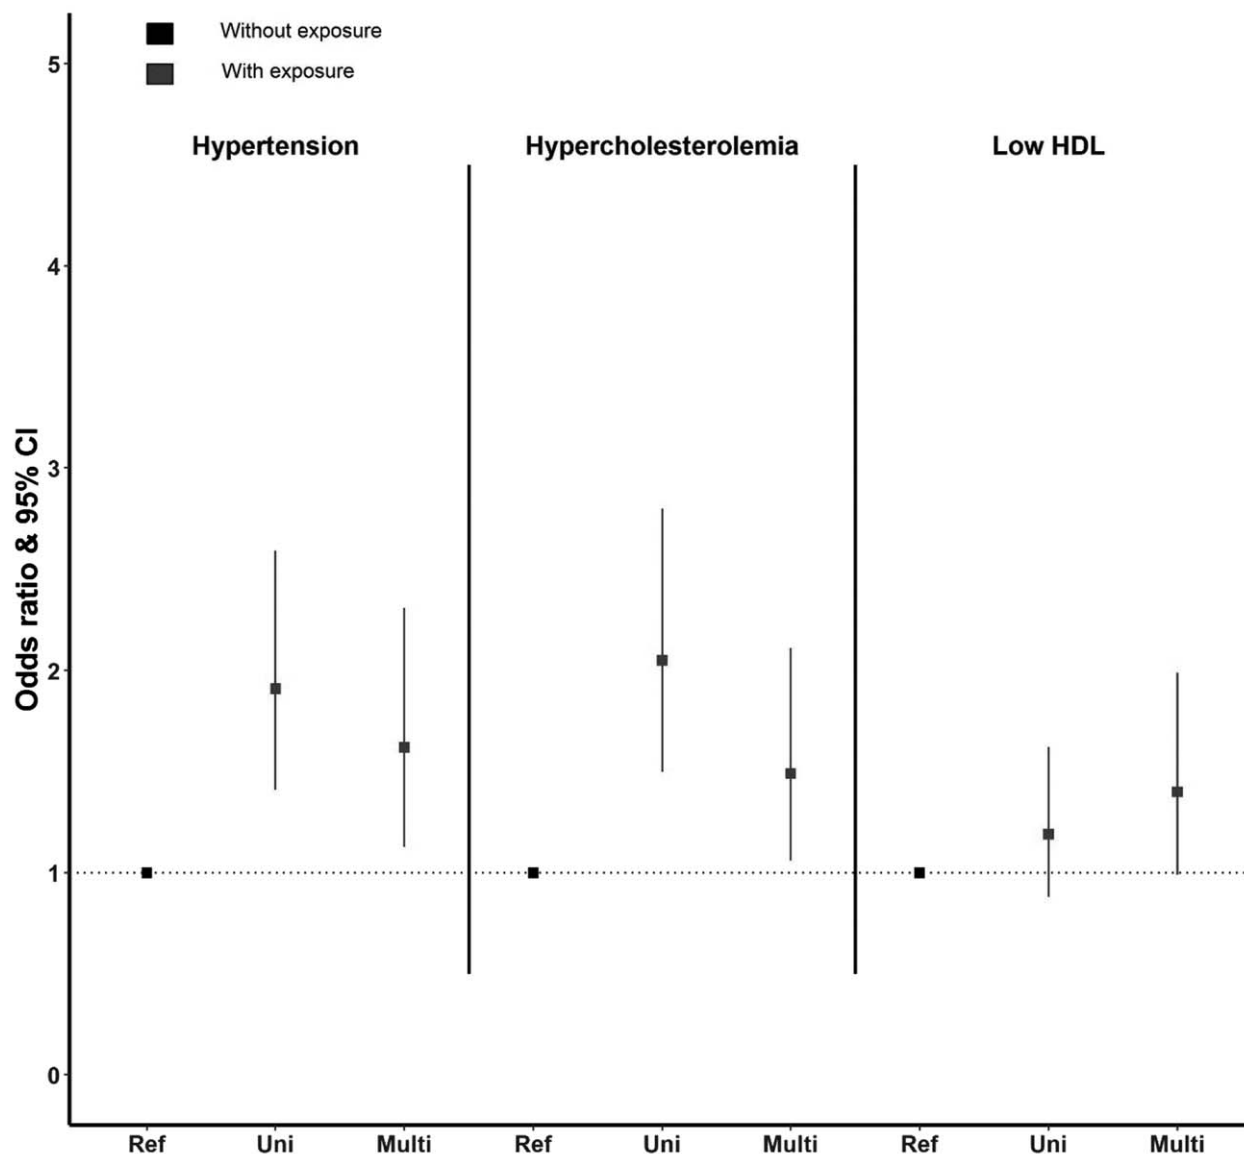 Without exposure
With exposure
Hypertension
Hypercholesterolemia
Low HDL
Odds ratio & 95% CI
5
4
3
2
1
0
Ref Uni Multi Ref Uni Multi Ref Uni Multi